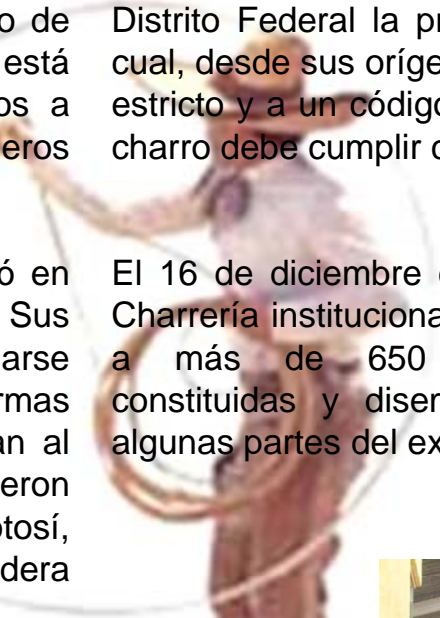 o de
está
os a
eros
ó en
Sus
arse
rmas
an al
eron
otosí,
dera
Distrito Federal la pr
cual, desde sus oríge
estricto y a un código
charro debe cumplir c
El 16 de diciembre
Charrería instituciona
a más de 650
constituidas y disen
algunas partes del ex